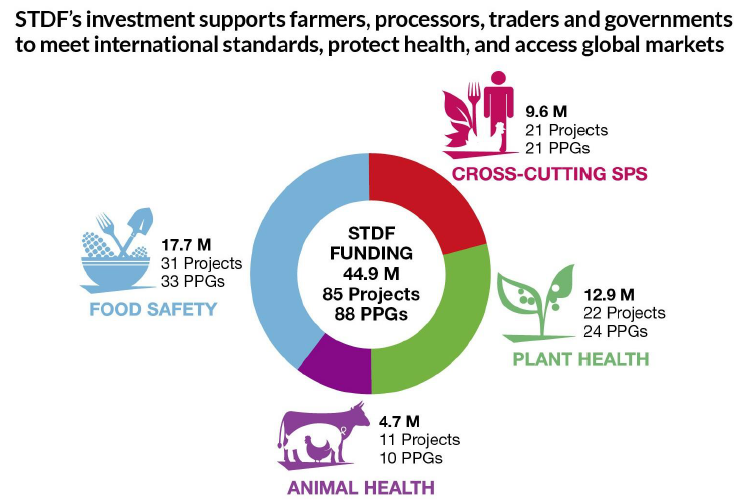 STDF's investment supports farmers, processors, traders and governments
to meet international standards, protect health, and access global markets
9.6 M
21 Projects
21 PPGs
CROSS-CUTTING SPS
STDF
FUNDING
44.9 M
85 Projects
88 PPGs
17.7 M
31 Projects
33 PPGs
FOOD SAFETY
12.9 M
22 Projects
24 PPGs
PLANT HEALTH
4.7 M
11 Projects
10 PPGs
ANIMAL HEALTH